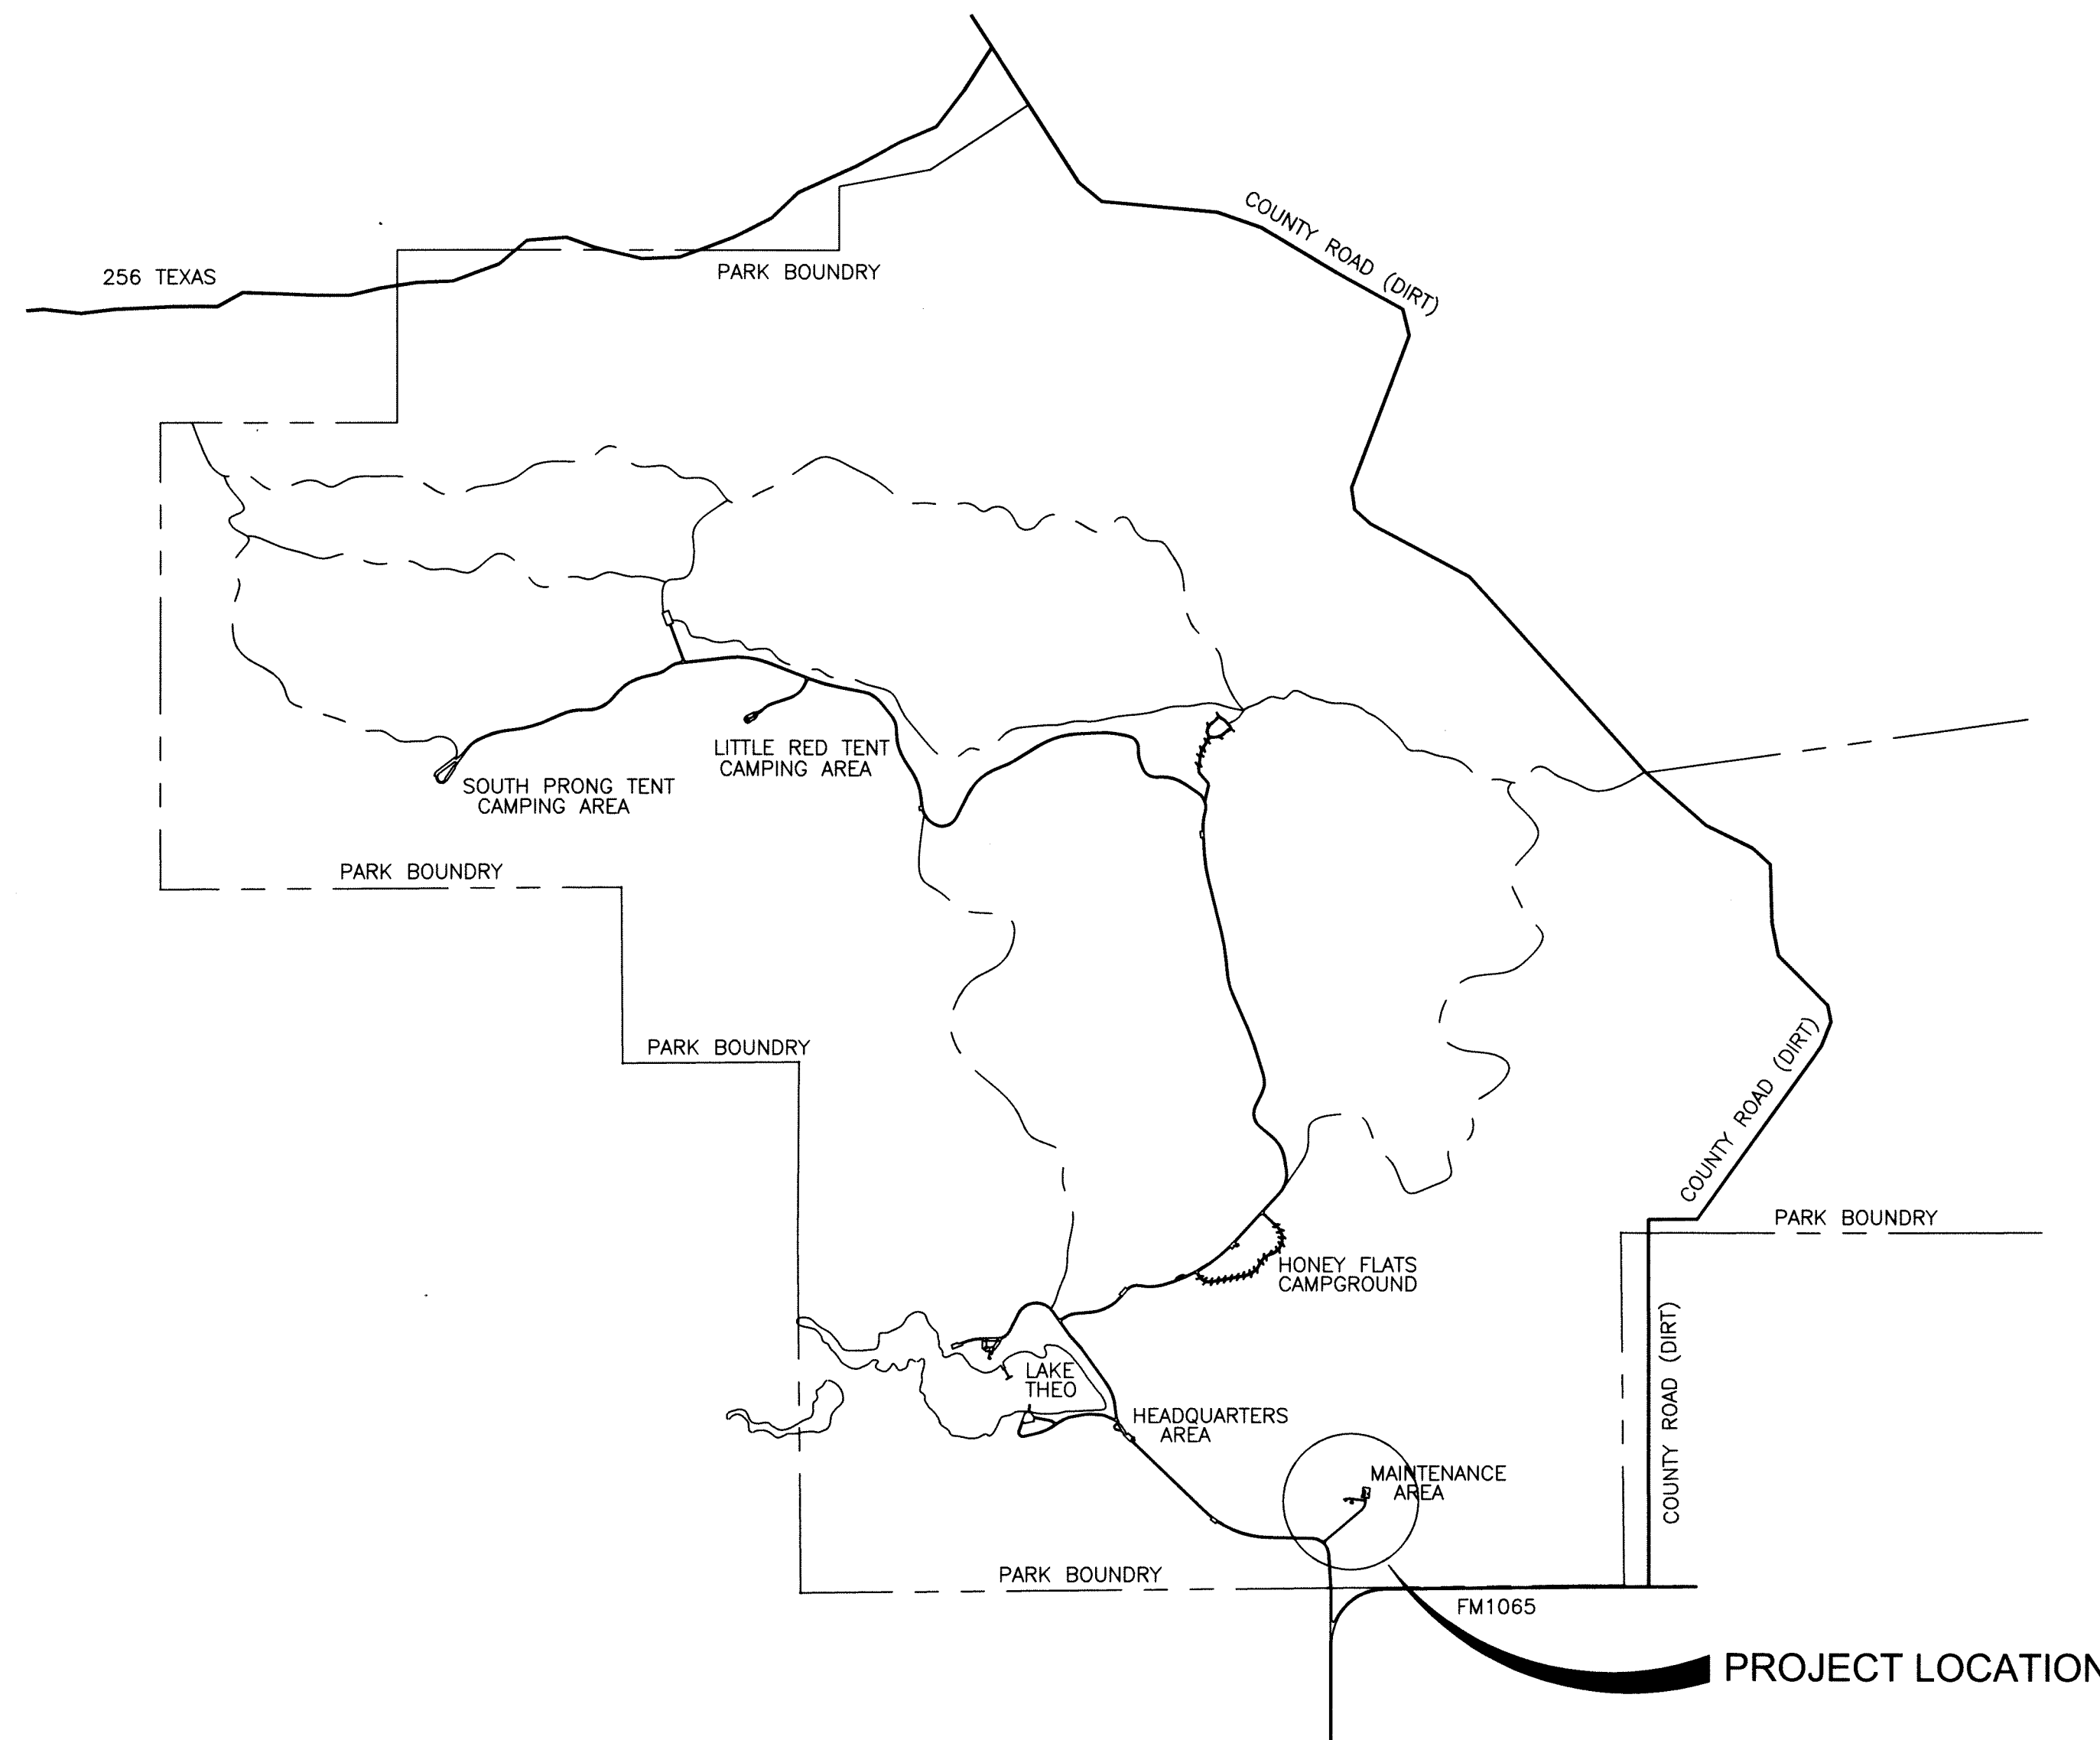 COUNTY ROAD (DIRT)
256 TEXAS
PARK BOUNDRY
LITTLE RED TENT
CAMPING AREA
SOUTH PRONG TENT
CAMPING AREA
PARK BOUNDRY
PARK BOUNDRY
COUNTY ROAD (DIRT)
PARK BOUNDRY
HONEY FLATS
CAMPGROUND
COUNTY ROAD (DIRT)
LAKE
THEO
HEADQUARTERS
AREA
MAINTENANCE
AREA
PARK BOUNDRY
FM1065
PROJECT LOCATION